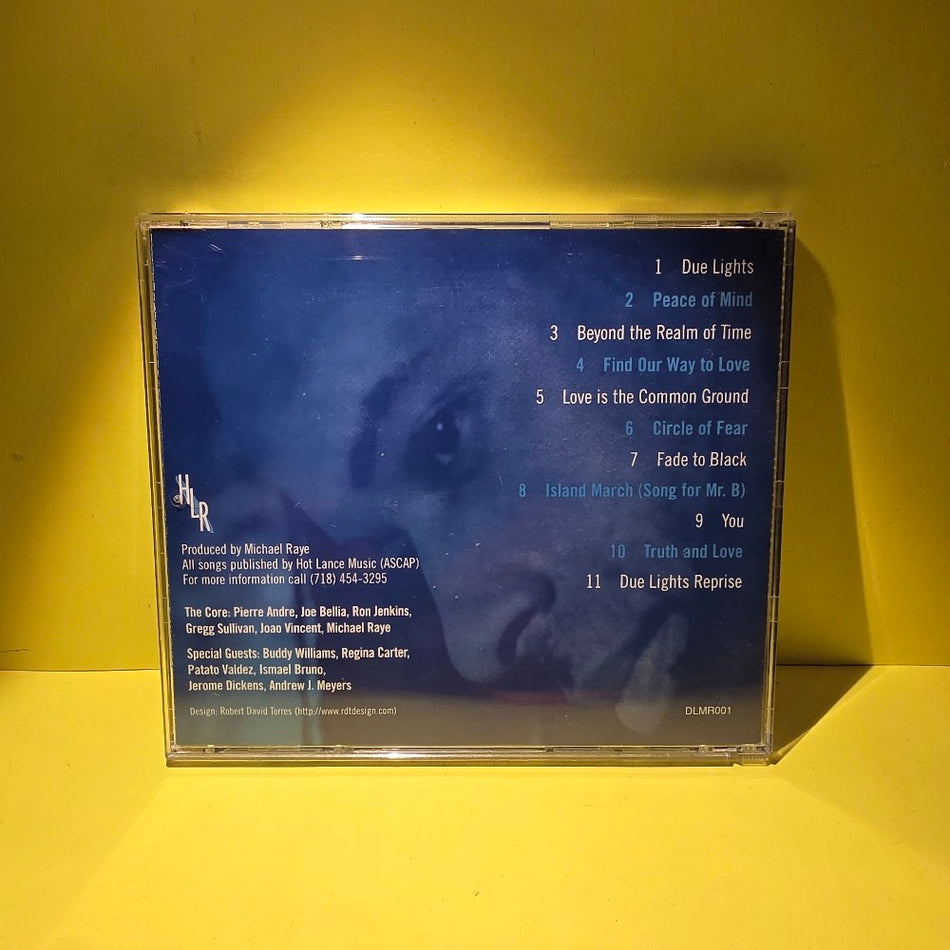 1 Due Lights
2 Peace of Mind
3 Beyond the Realm of Time
4 Find Our Way to Love
5 Love is the Common Ground
6 Circle of Fear
7 Fade to Black
8 Island March (Song for Mr. B)
9 You
10 Truth and Love
11 Due Lights Reprise
HLR
Produced by Michael Raye
All songs published by Hot Lance Music (ASCAP)
For more information call (718) 454-3295
The Core: Pierre Andre, Joe Bellia, Ron Jenkins,
Gregg Sullivan, Joao Vincent, Michael Raye
Special Guests: Buddy Williams, Regina Carter,
Patato Valdez, Ismael Bruno,
Jerome Dickens, Andrew J. Meyers
Design: Robert David Torres (http://www.rdtdesign.com)
DLMR001